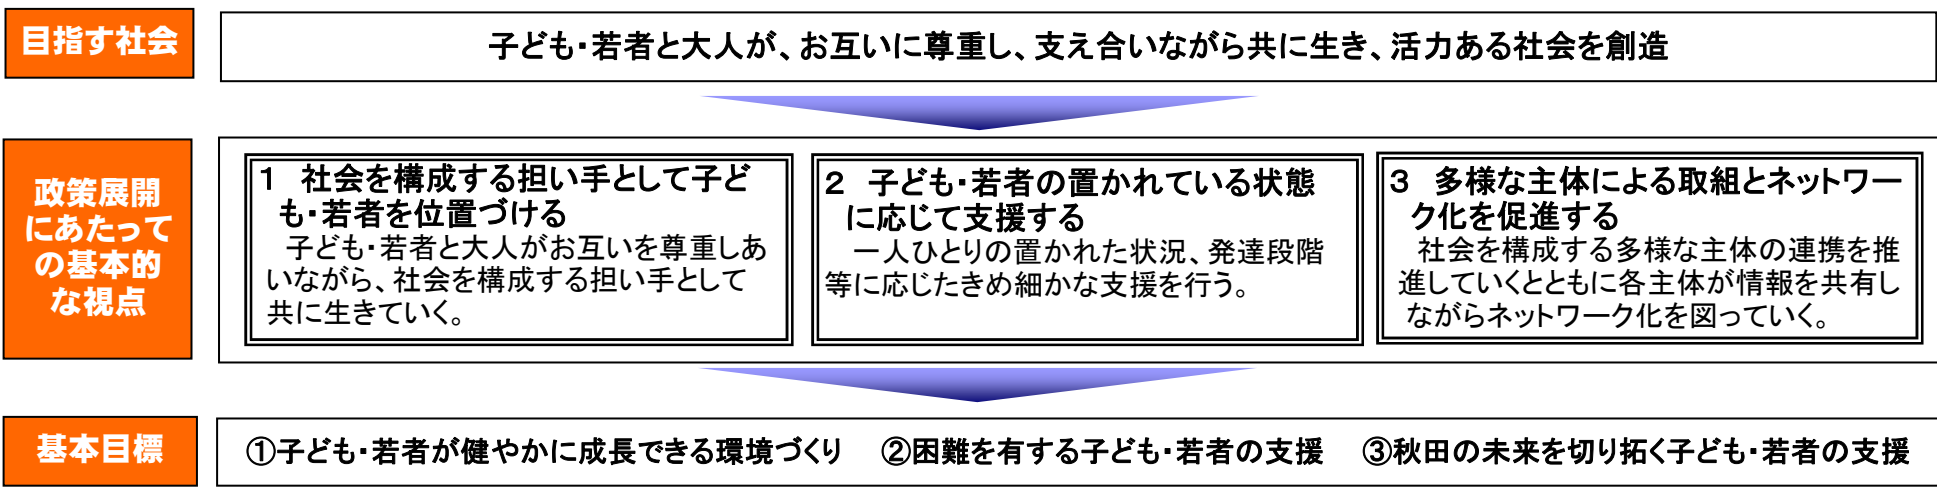 目指す社会
子ども・若者と大人が、お互いに尊重し、支え合いながら共に生き、活力ある社会を創造
政策展開
にあたって
の基本的
な視点
1　社会を構成する担い手として子ど
も・若者を位置づける
子ども・若者と大人がお互いを尊重しあ
いながら、社会を構成する担い手として
共に生きていく。
2　子ども・若者の置かれている状態
に応じて支援する
一人ひとりの置かれた状況、発達段階
等に応じたきめ細かな支援を行う。
3　多様な主体による取組とネットワー
ク化を促進する
社会を構成する多様な主体の連携を推
進していくとともに各主体が情報を共有し
ながらネットワーク化を図っていく。
基本目標
①子ども・若者が健やかに成長できる環境づくり　②困難を有する子ども・若者の支援　③秋田の未来を切り拓く子ども・若者の支援